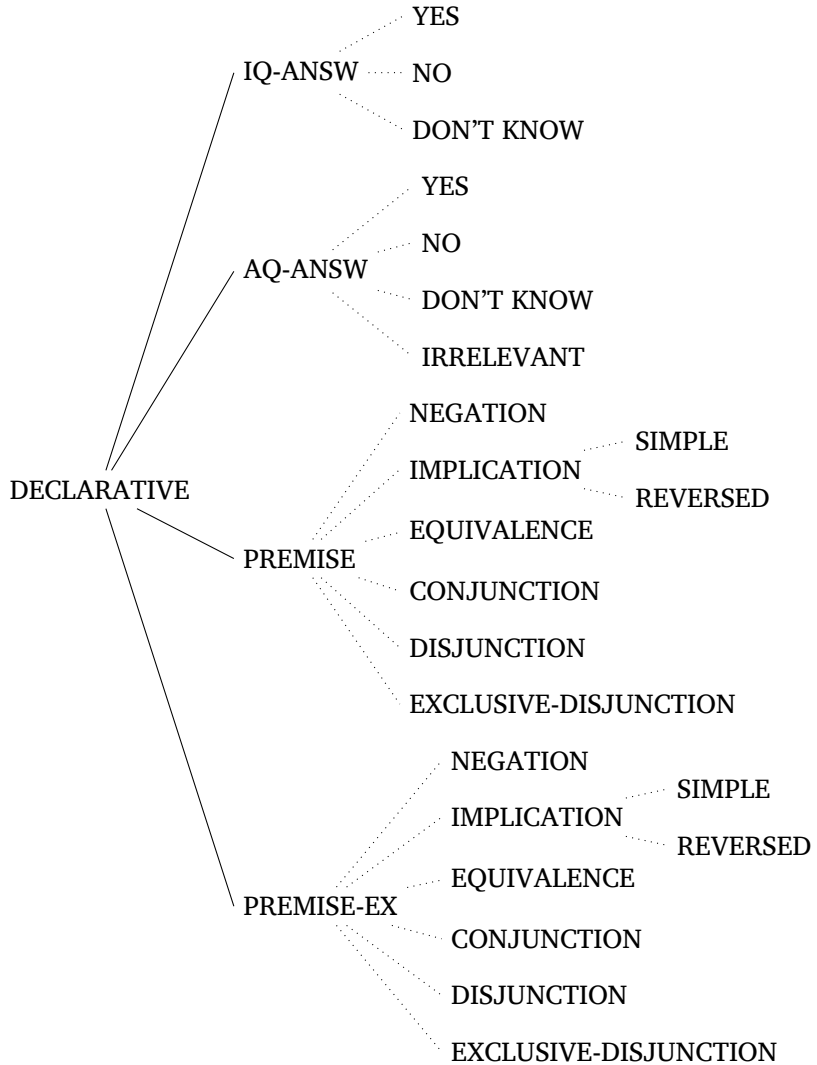 YES
IQ-ANSW
NO
DON'T KNOW
YES
NO
AQ-ANSW
DON'T KNOW
IRRELEVANT
NEGATION
SIMPLE
IMPLICATION
DECLARATIVE
REVERSED
EQUIVALENCE
PREMISE
CONJUNCTION
DISJUNCTION
EXCLUSIVE-DISJUNCTION
NEGATION
SIMPLE
IMPLICATION
REVERSED
EQUIVALENCE
PREMISE-EX
CONJUNCTION
DISJUNCTION
EXCLUSIVE-DISJUNCTION